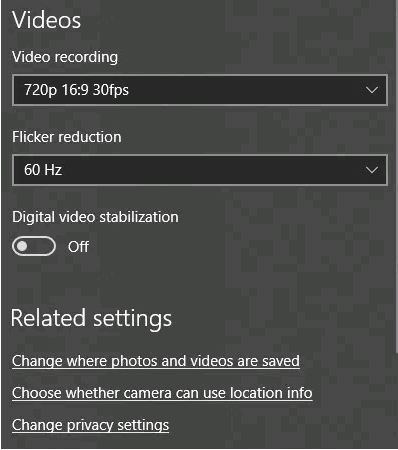 Videos
Video recording
720p 16:9 30fps
Flicker reduction
60 Hz
Digital video stabilization
Off
Related settings
Change where photos and videos are saved
Choose whether camera can use location info
Change privacy settings